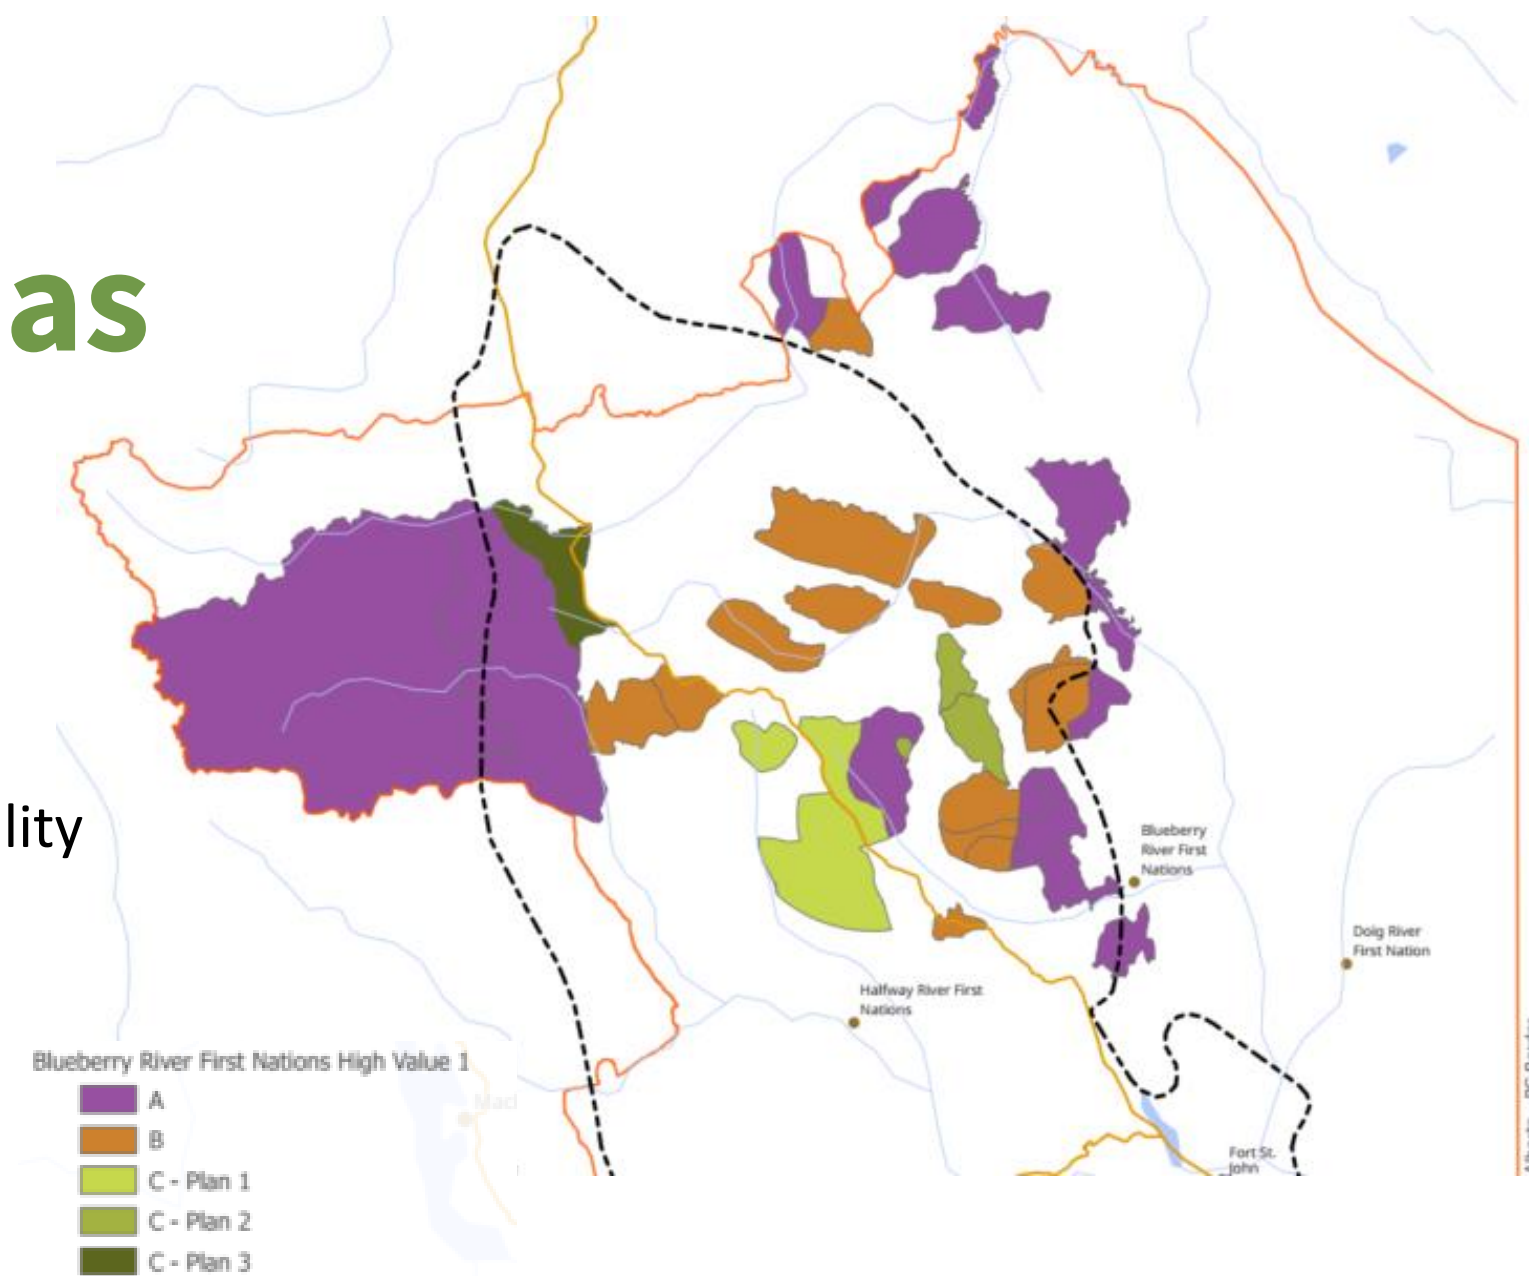 as
lity
Blueberry
River First
Nations
Doig River
First Nation
Halfway River First
Nations
Fort St.
John
Blueberry River First Nations High Value 1
A
B
C - Plan 1
C - Plan 2
C - Plan 3